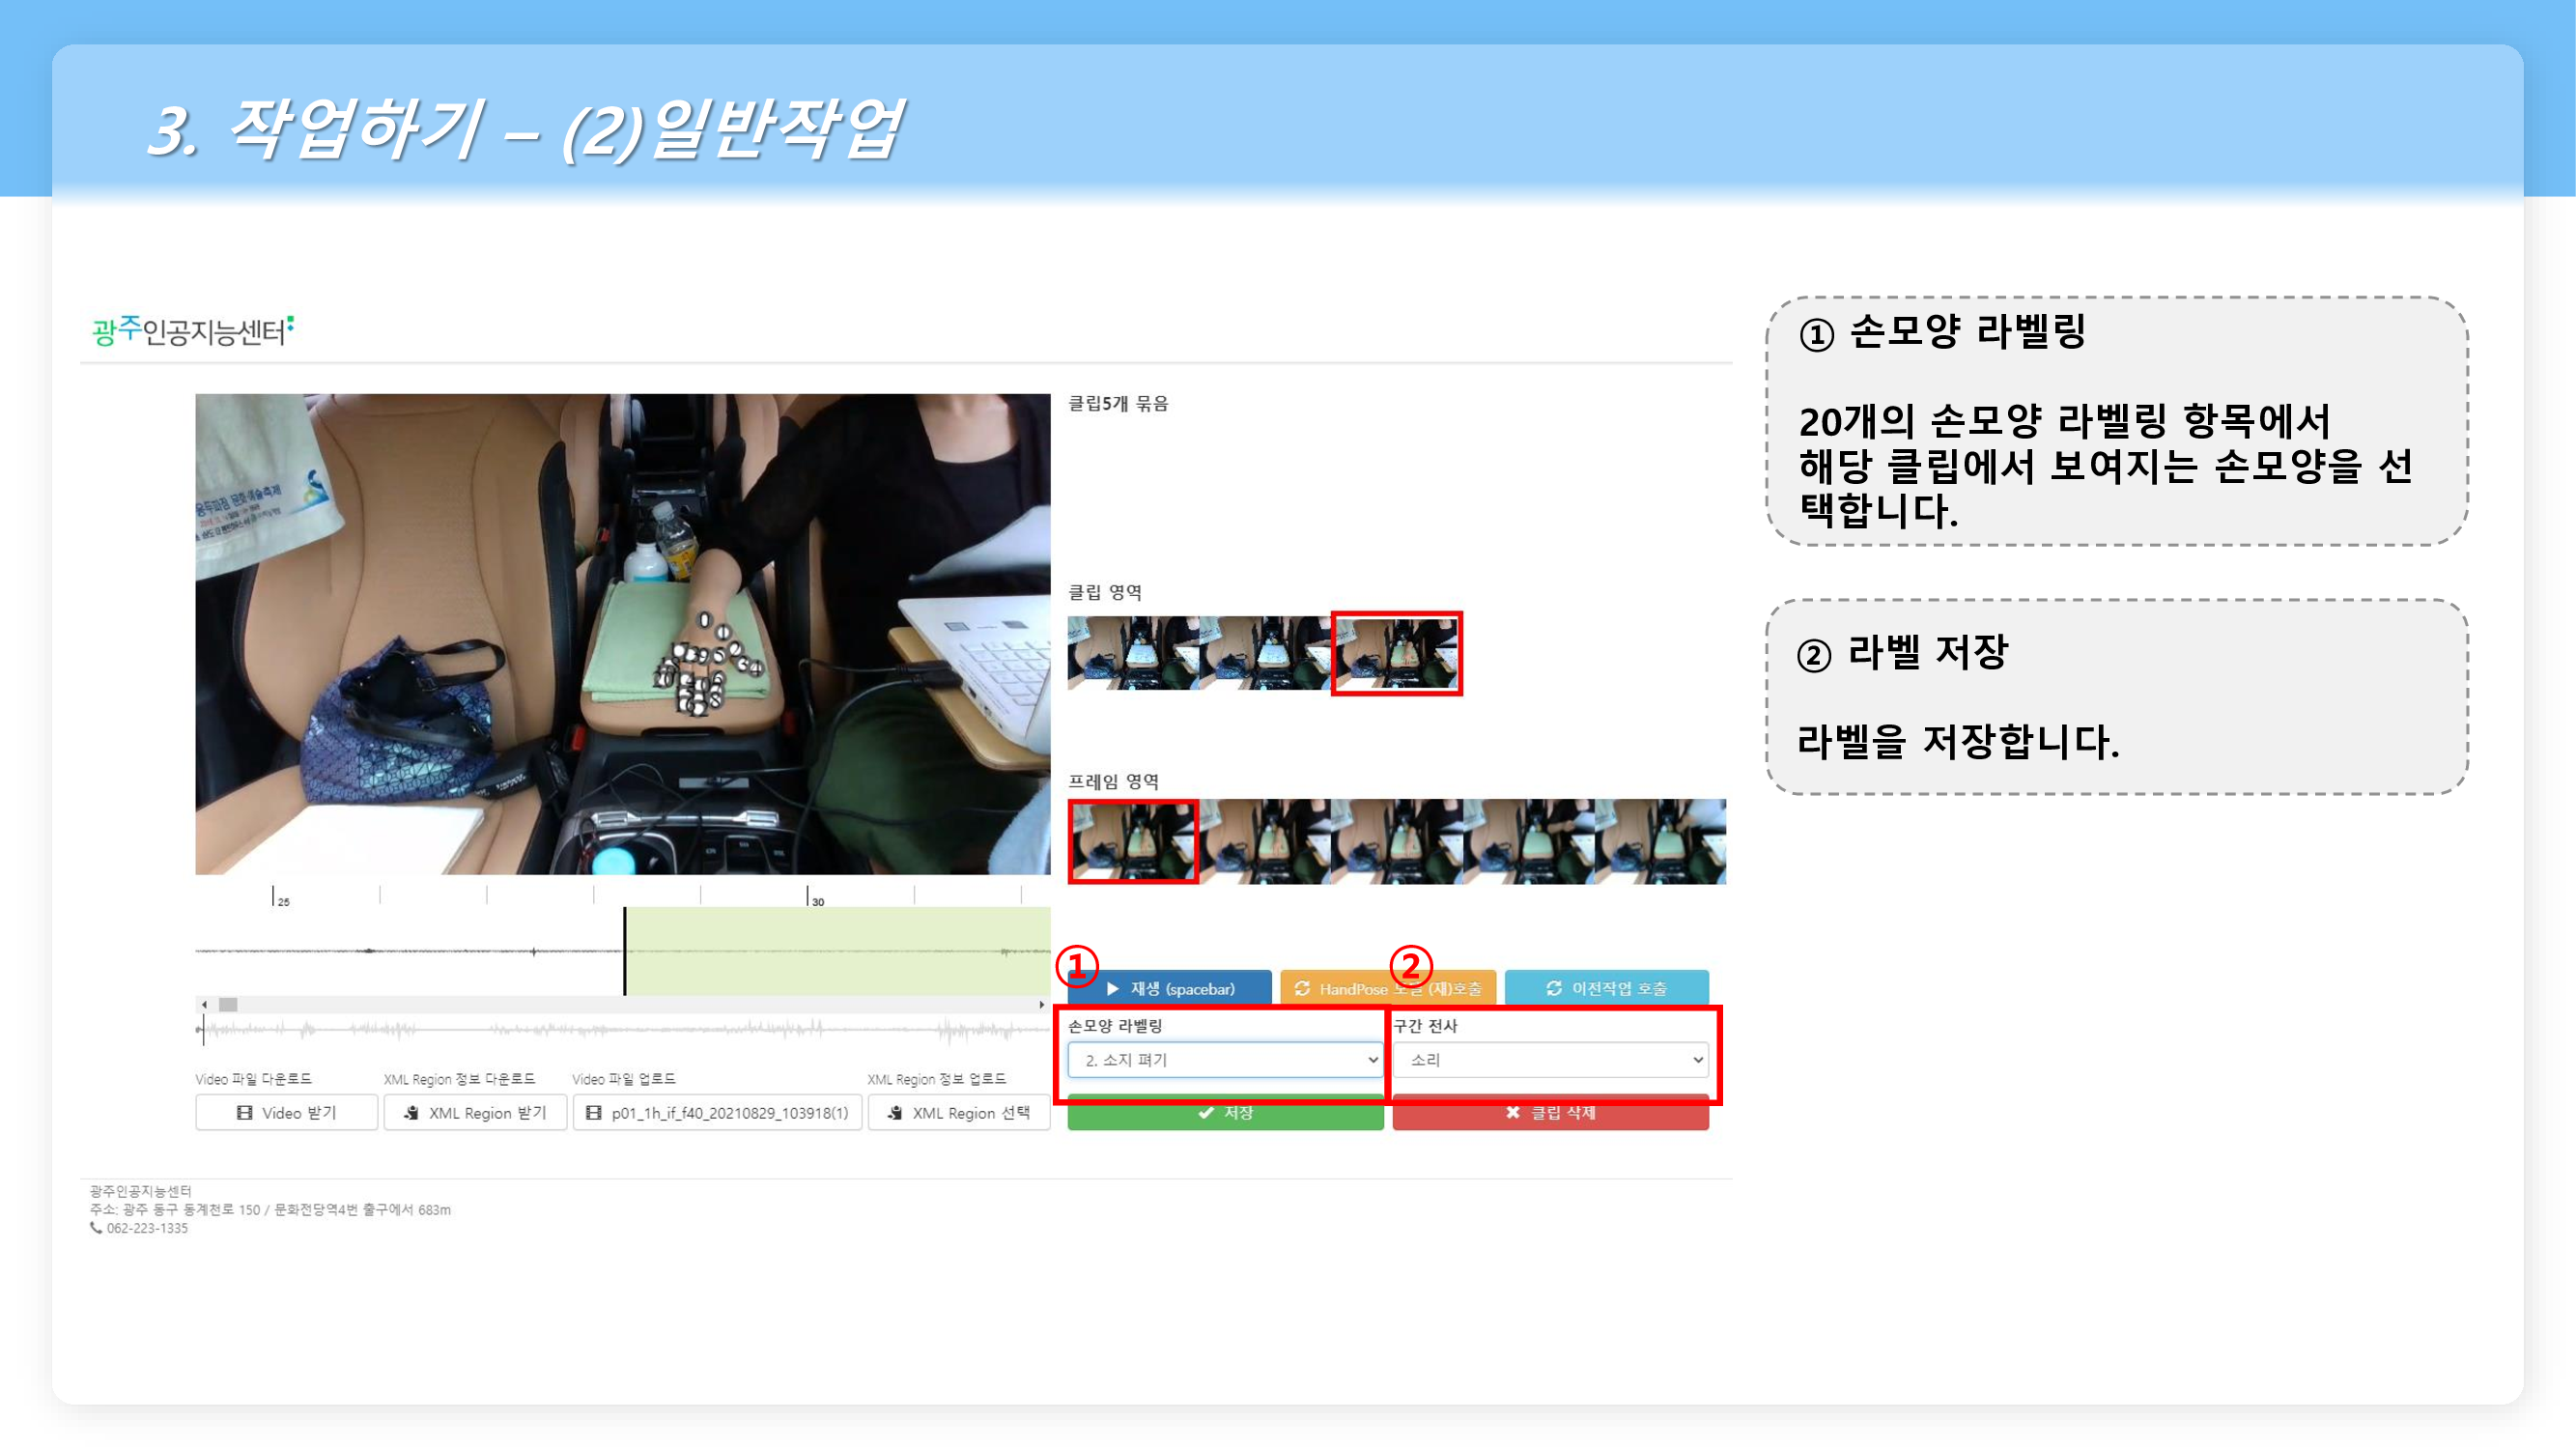 3. 작업하기 – (2)일반작업
광주인공지능센터
클립5개 묶음
클립 영역
프레임 영역
25
30
①
②
재생 (spacebar)
HandPose 모델 (재)호출
이전작업 호출
손모양 라벨링
구간 전사
2. 소지 펴기
소리
저장
클립 삭제
Video 파일 다운로드
XML Region 정보 다운로드
Video 파일 업로드
XML Region 정보 업로드
Video 받기
XML Region 받기
p01_1h_if_f40_20210829_103918(1)
XML Region 선택
광주인공지능센터
주소: 광주 동구 동계천로 150 / 문화전당역4번 출구에서 683m
062-223-1335
① 손모양 라벨링
20개의 손모양 라벨링 항목에서
해당 클립에서 보여지는 손모양을 선
택합니다.
② 라벨 저장
라벨을 저장합니다.